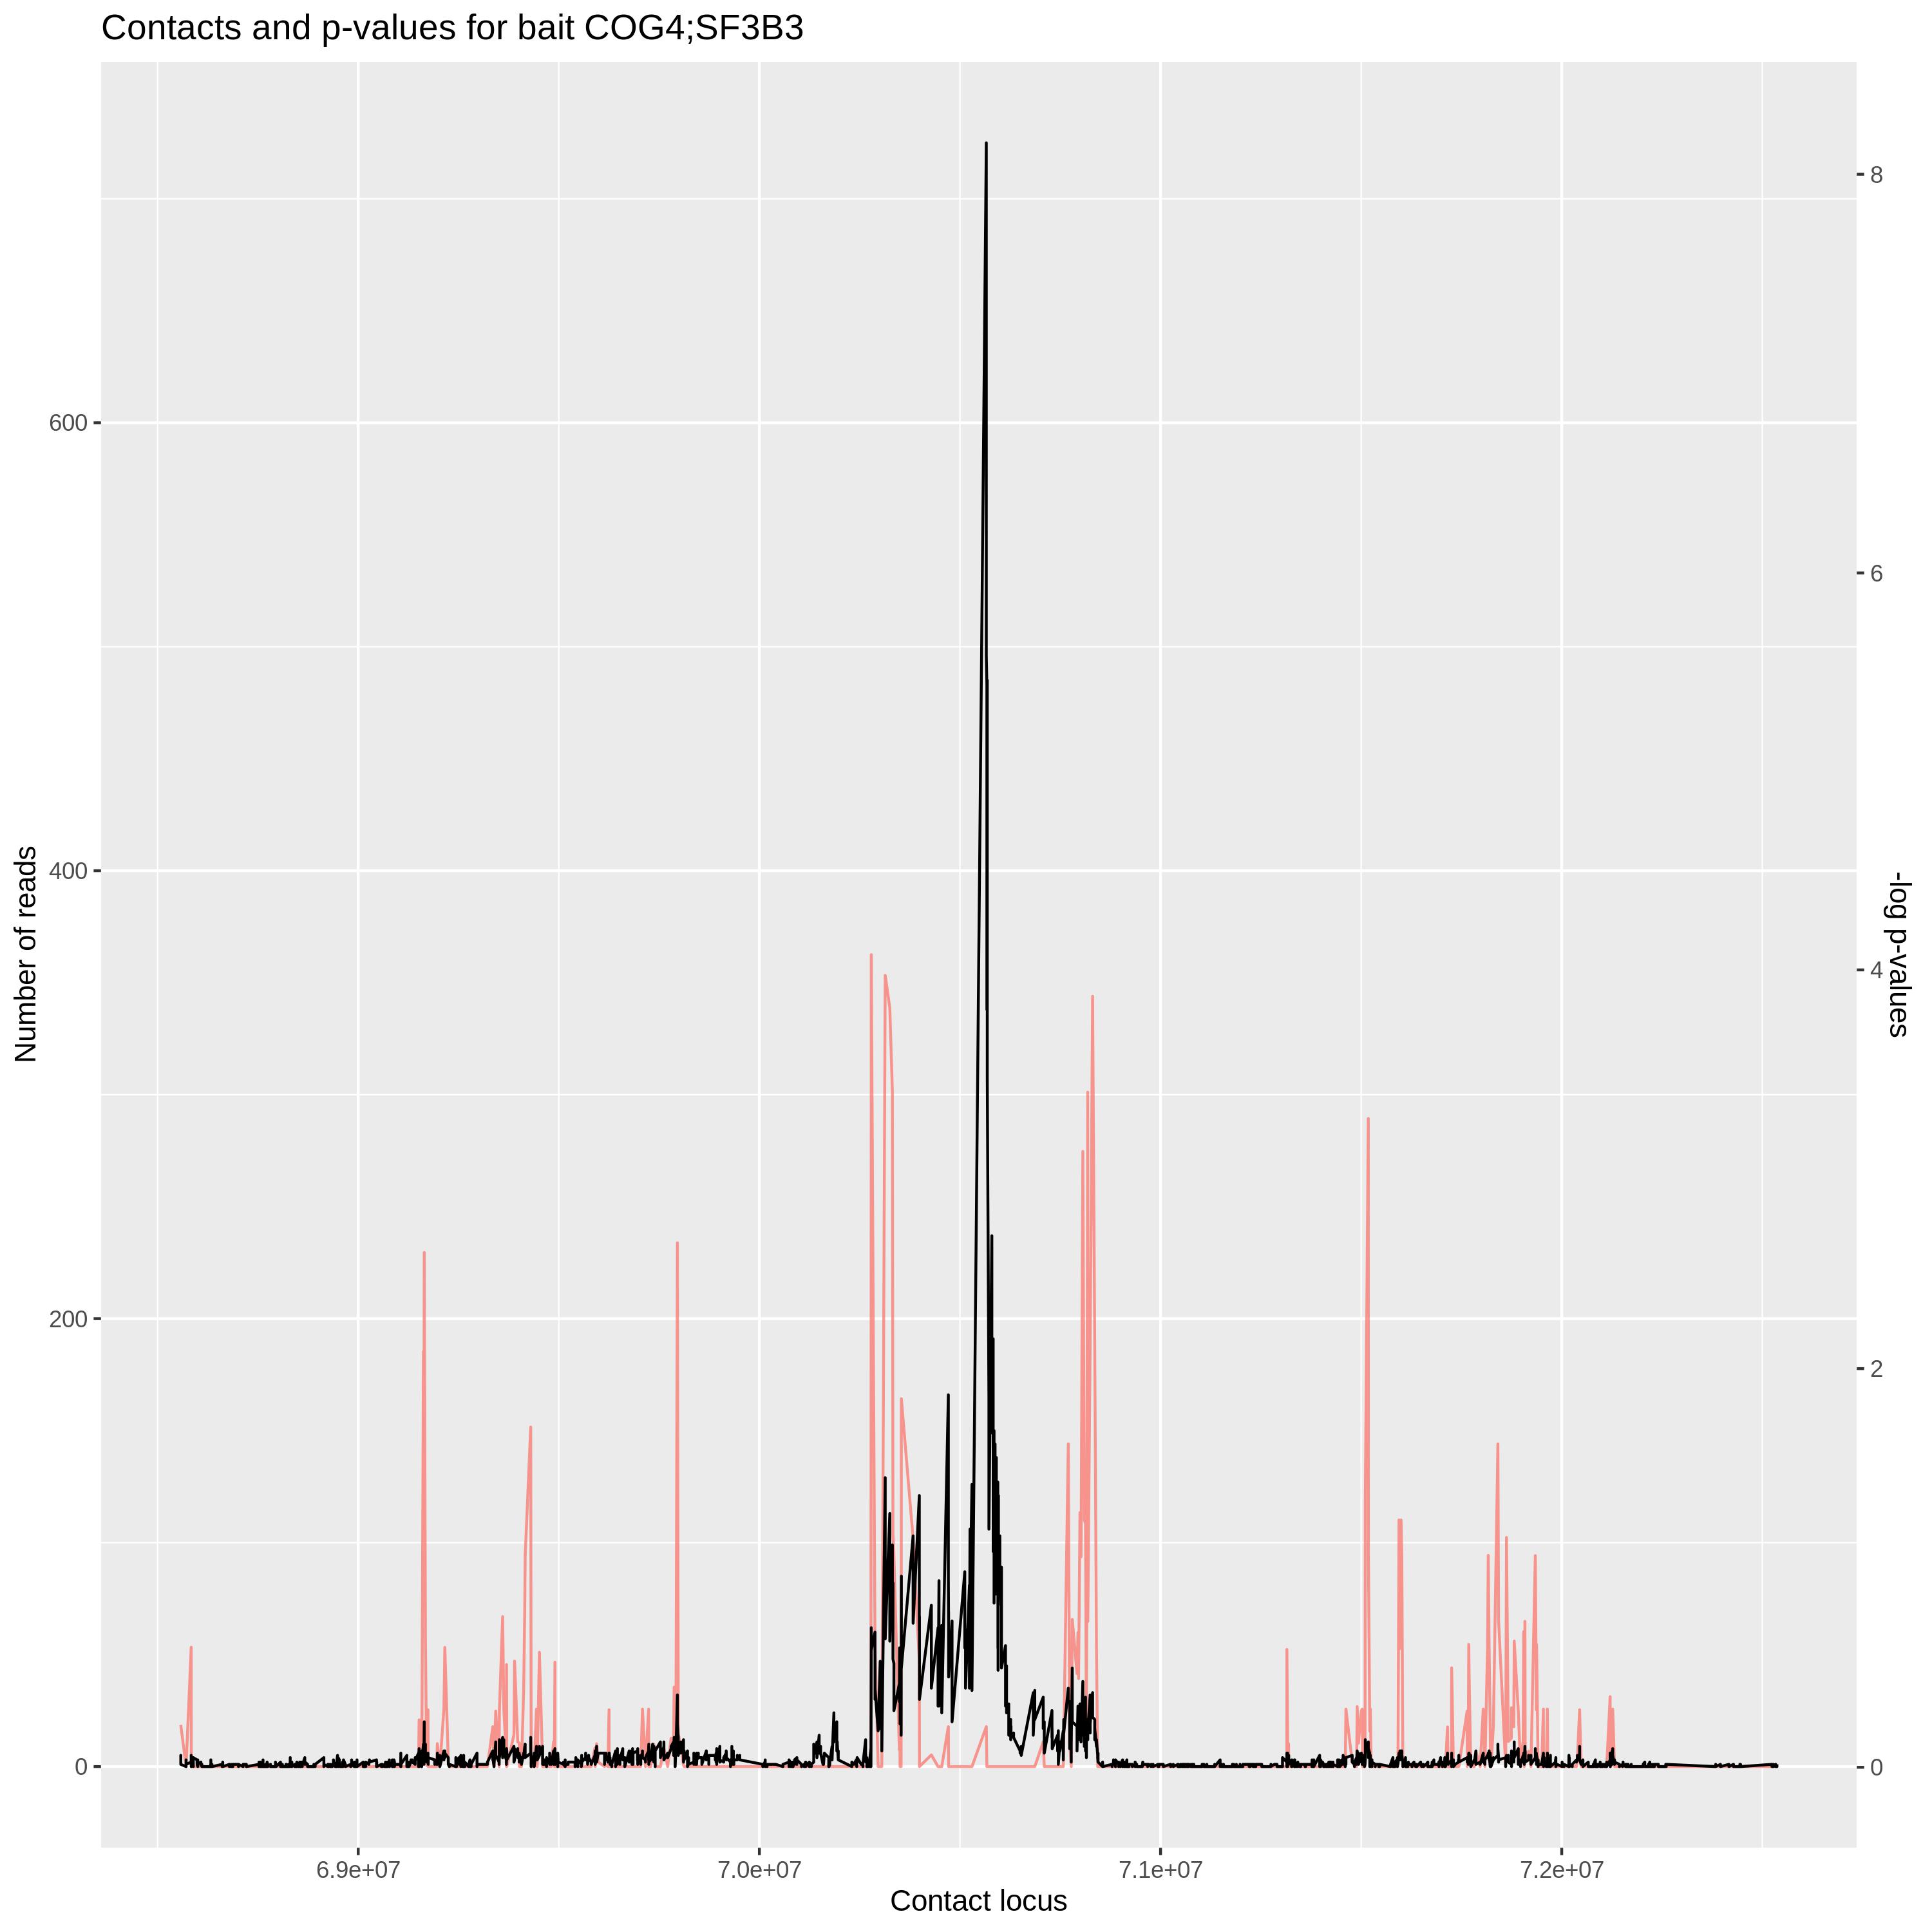 Contacts and p-values for bait COG4;SF3B3
Number of reads
600
400
200
0
8
6
4
2
0
-log p-values
6.9e+07
7.0e+07
7.1e+07
7.2e+07
Contact locus